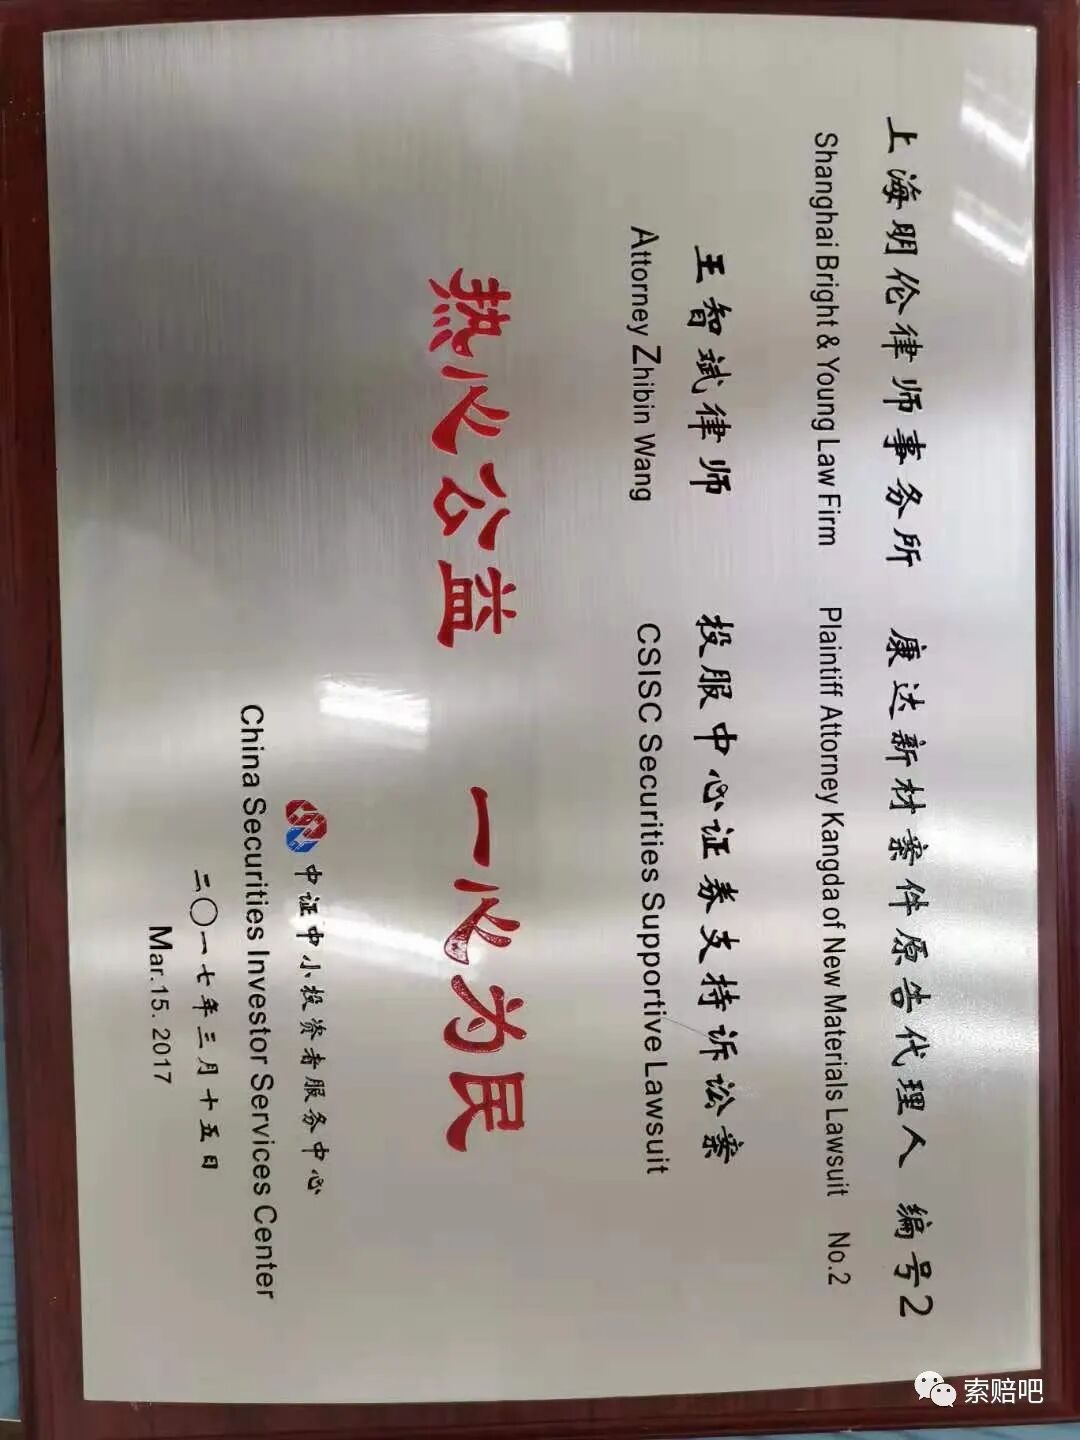 上海明伦律师事务所 康达新材案件原告代理人 编号2
Shanghai Bright & Young Law Firm Plaintiff Attorney Kangda of New Materials Lawsuit No.2
王智斌律师 投服中心证券支持诉讼案
Attorney Zhibin Wang CSISC Securities Supportive Lawsuit
热心公益 一心为民
中证中小投资者服务中心
China Securities Investor Services Center
二〇一七年三月十五日
Mar.15. 2017
索赔吧